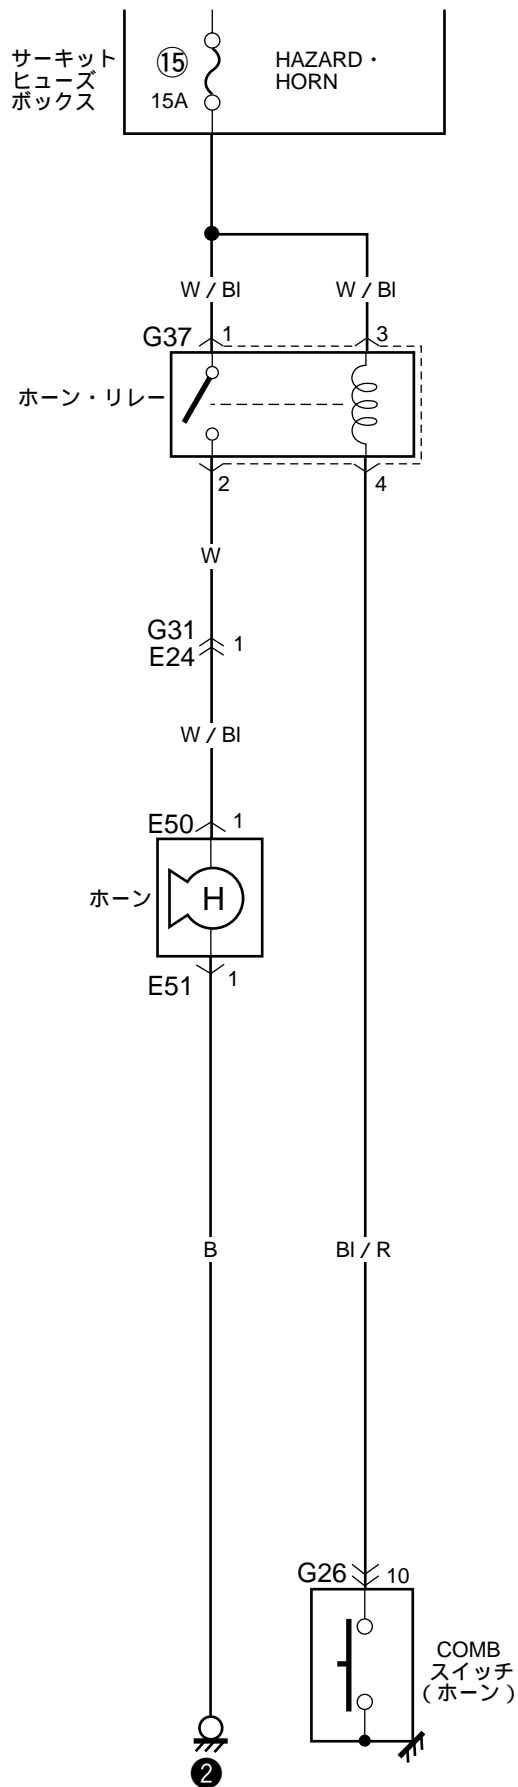 サーキット
ヒューズ
ボックス
⑮
15A
HAZARD・
HORN
W / Bl
W / Bl
G37
1
3
ホーン・リレー
2
4
W
G31
E24
1
W / Bl
E50
1
ホーン
H
E51
1
B
Bl / R
G26
10
COMB
スイッチ
(ホーン)
❷